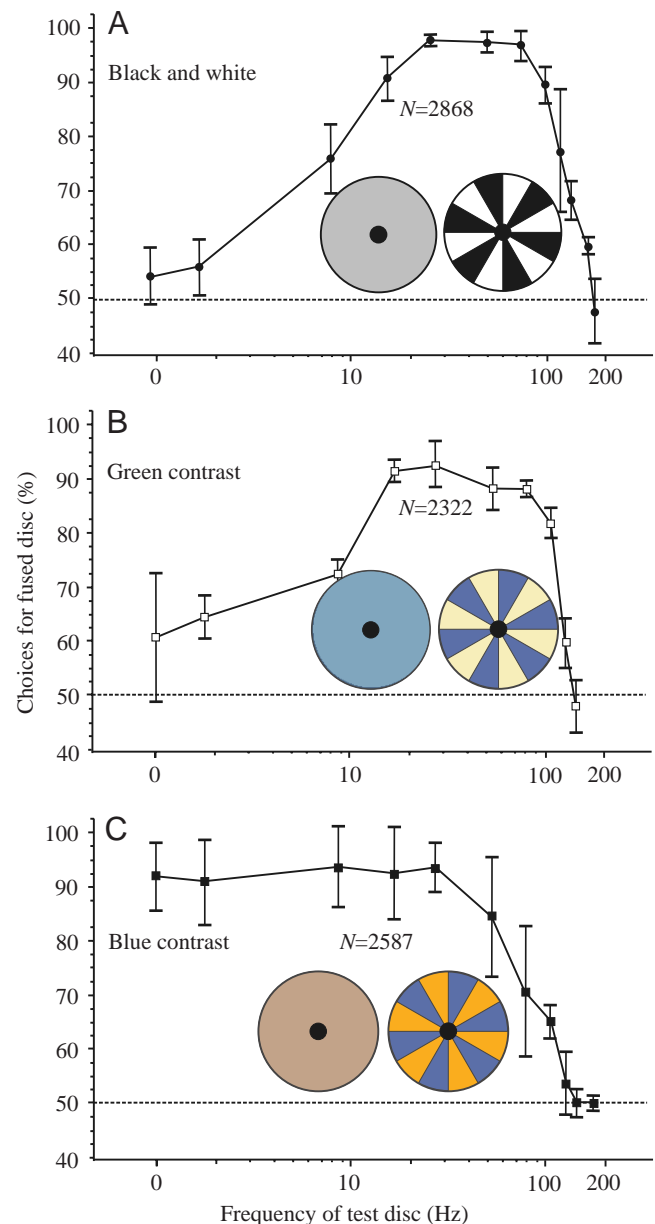 A
Black and white
N=2868
100
90
80
70
60
50
40
0 10 100 200
B
Green contrast
N=2322
100
90
80
70
60
50
40
0 10 100 200
Choices for fused disc (%)
C
Blue contrast
N=2587
100
90
80
70
60
50
40
0 10 100 200
Frequency of test disc (Hz)